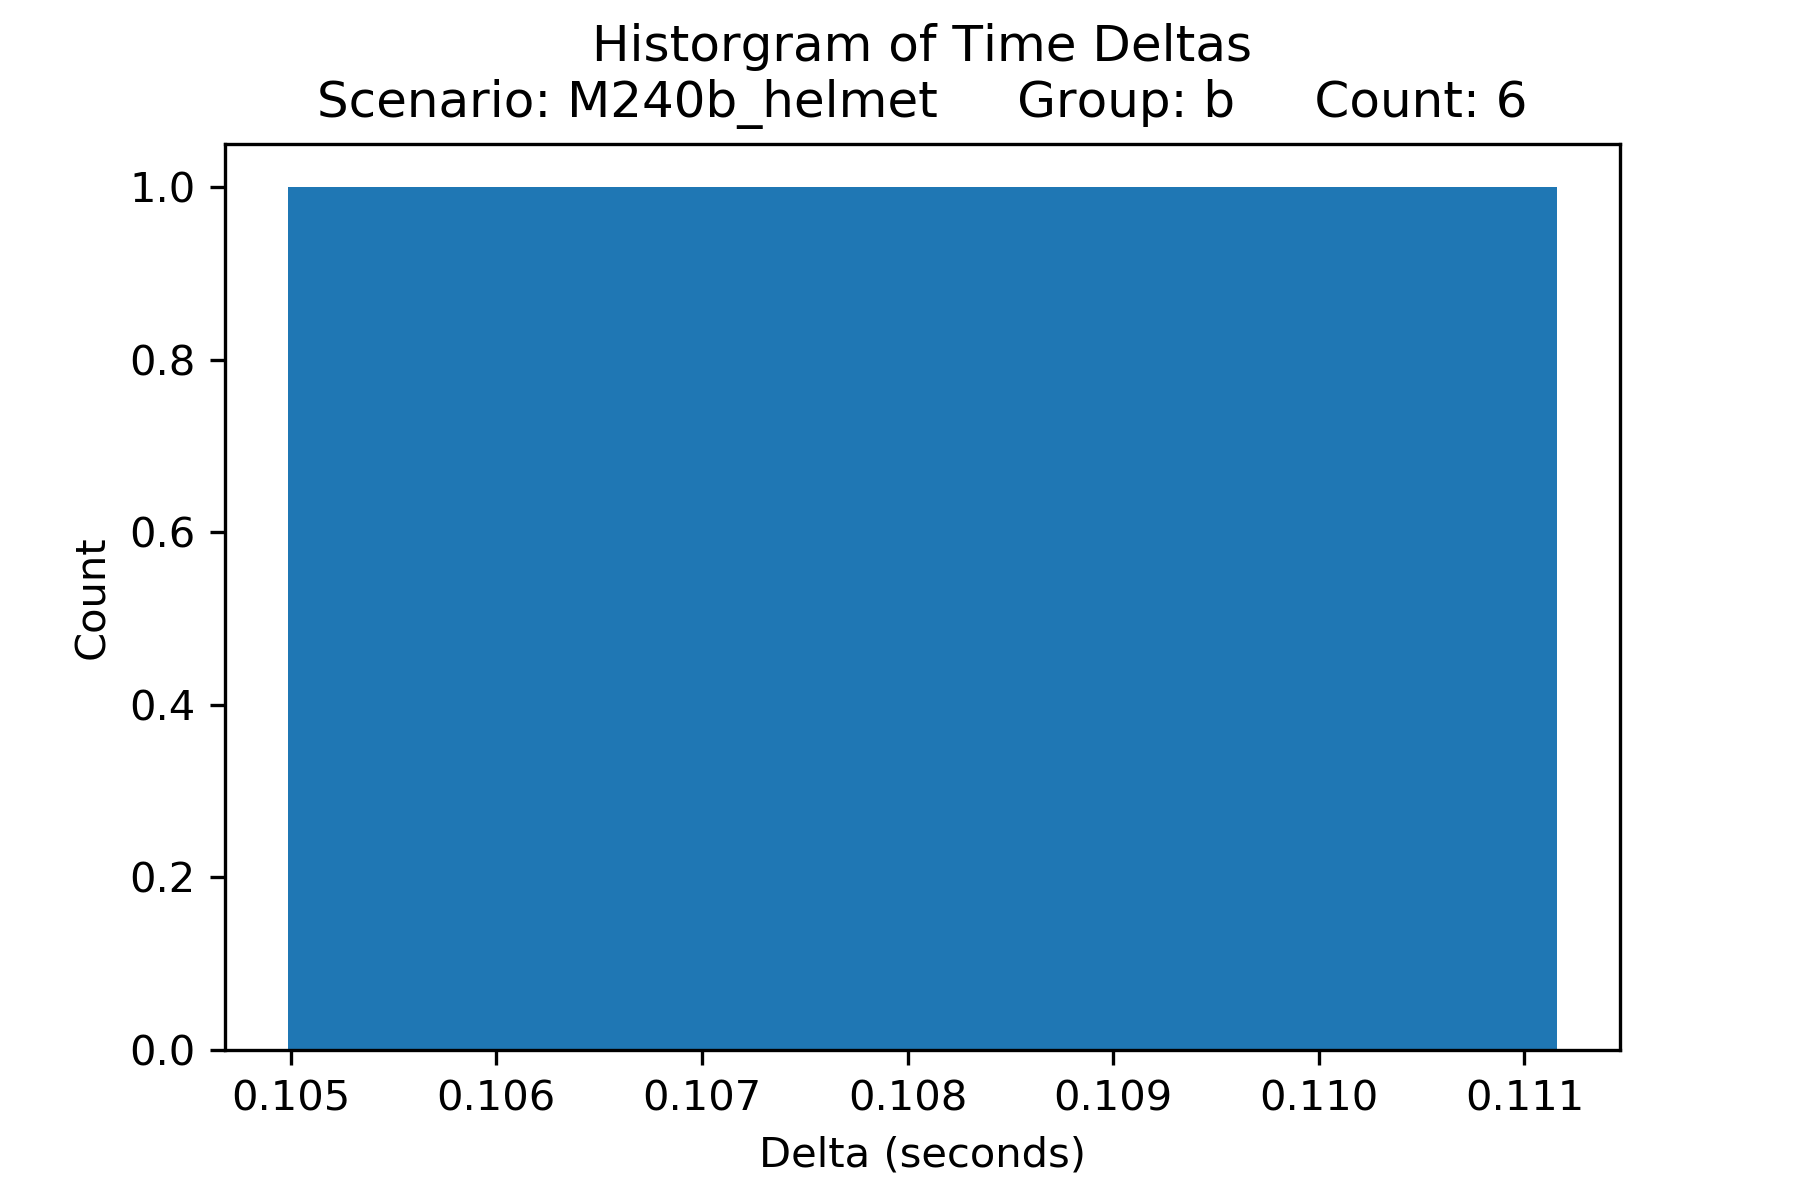 Historgram of Time Deltas
Scenario: M240b_helmet     Group: b     Count: 6
1.0
0.8
0.6
0.4
0.2
0.0
Count
0.105 0.106 0.107 0.108 0.109 0.110 0.111
Delta (seconds)